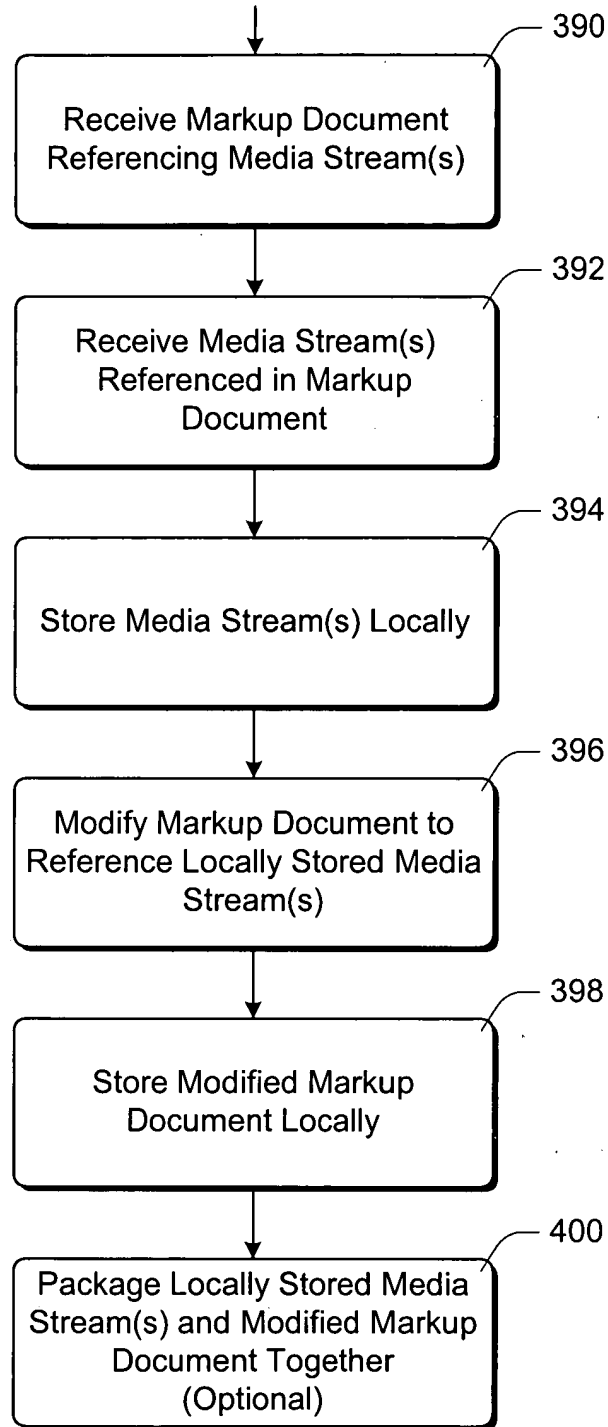 390
Receive Markup Document
Referencing Media Stream(s)
392
Receive Media Stream(s)
Referenced in Markup
Document
394
Store Media Stream(s) Locally
396
Modify Markup Document to
Reference Locally Stored Media
Stream(s)
398
Store Modified Markup
Document Locally
400
Package Locally Stored Media
Stream(s) and Modified Markup
Document Together
(Optional)